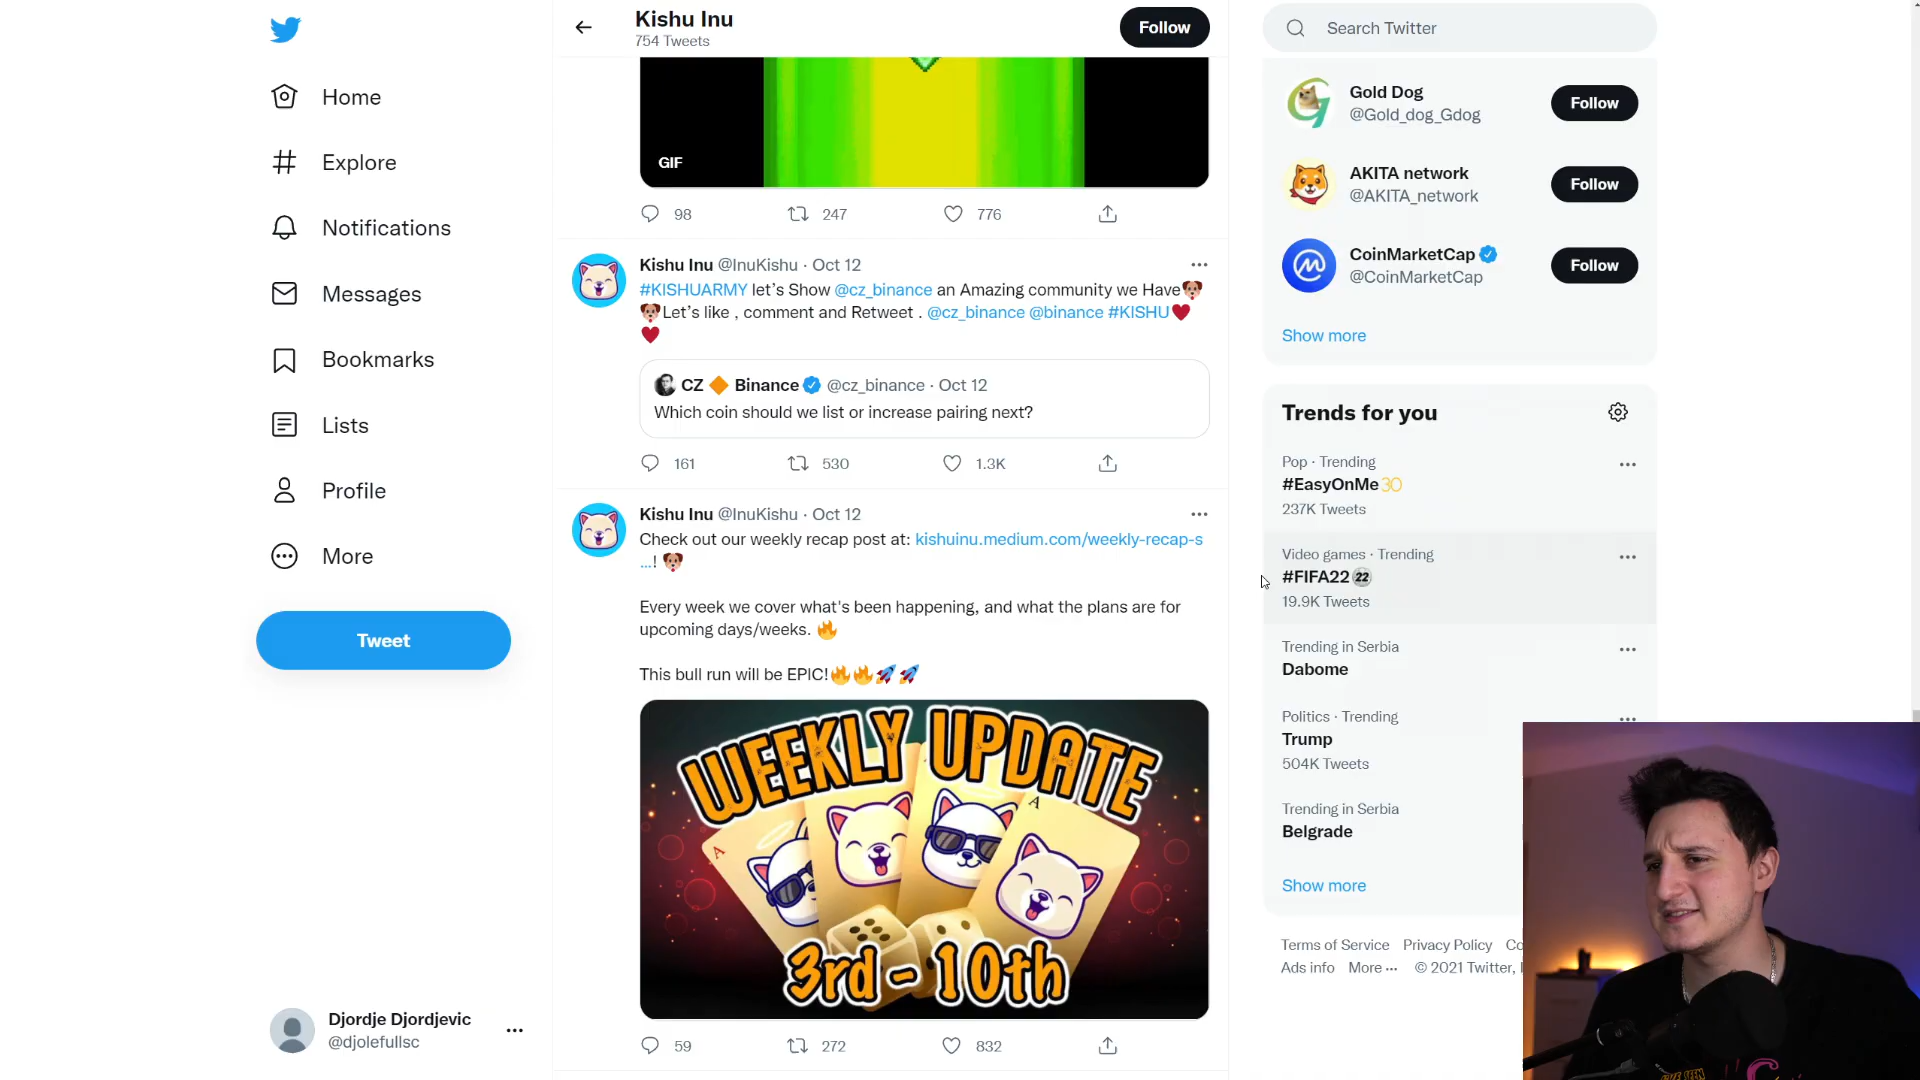 Home
Explore
Notifications
Messages
Bookmarks
Lists
Profile
More
Tweet
Djordje Djordjevic
@djolefullsc
Kishu Inu
754 Tweets
Follow
GIF
98 247 776
Kishu Inu @InuKishu · Oct 12
#KISHUARMY let’s Show @cz_binance an Amazing community we Have
Let’s like , comment and Retweet . @cz_binance @binance #KISHU
CZ Binance @cz_binance · Oct 12
Which coin should we list or increase pairing next?
161 530 1.3K
Kishu Inu @InuKishu · Oct 12
Check out our weekly recap post at: kishuinu.medium.com/weekly-recap-s
…!
Every week we cover what's been happening, and what the plans are for
upcoming days/weeks.
This bull run will be EPIC!
WEEKLY UPDATE
A
A
3rd - 10th
59 272 832
Search Twitter
Gold Dog
@Gold_dog_Gdog
Follow
AKITA network
@AKITA_network
Follow
CoinMarketCap
@CoinMarketCap
Follow
Show more
Trends for you
Pop · Trending
#EasyOnMe 30
237K Tweets
Video games · Trending
#FIFA22 22
19.9K Tweets
Trending in Serbia
Dabome
Politics · Trending
Trump
504K Tweets
Trending in Serbia
Belgrade
Show more
Terms of Service Privacy Policy Co
Ads info More ··· © 2021 Twitter, I